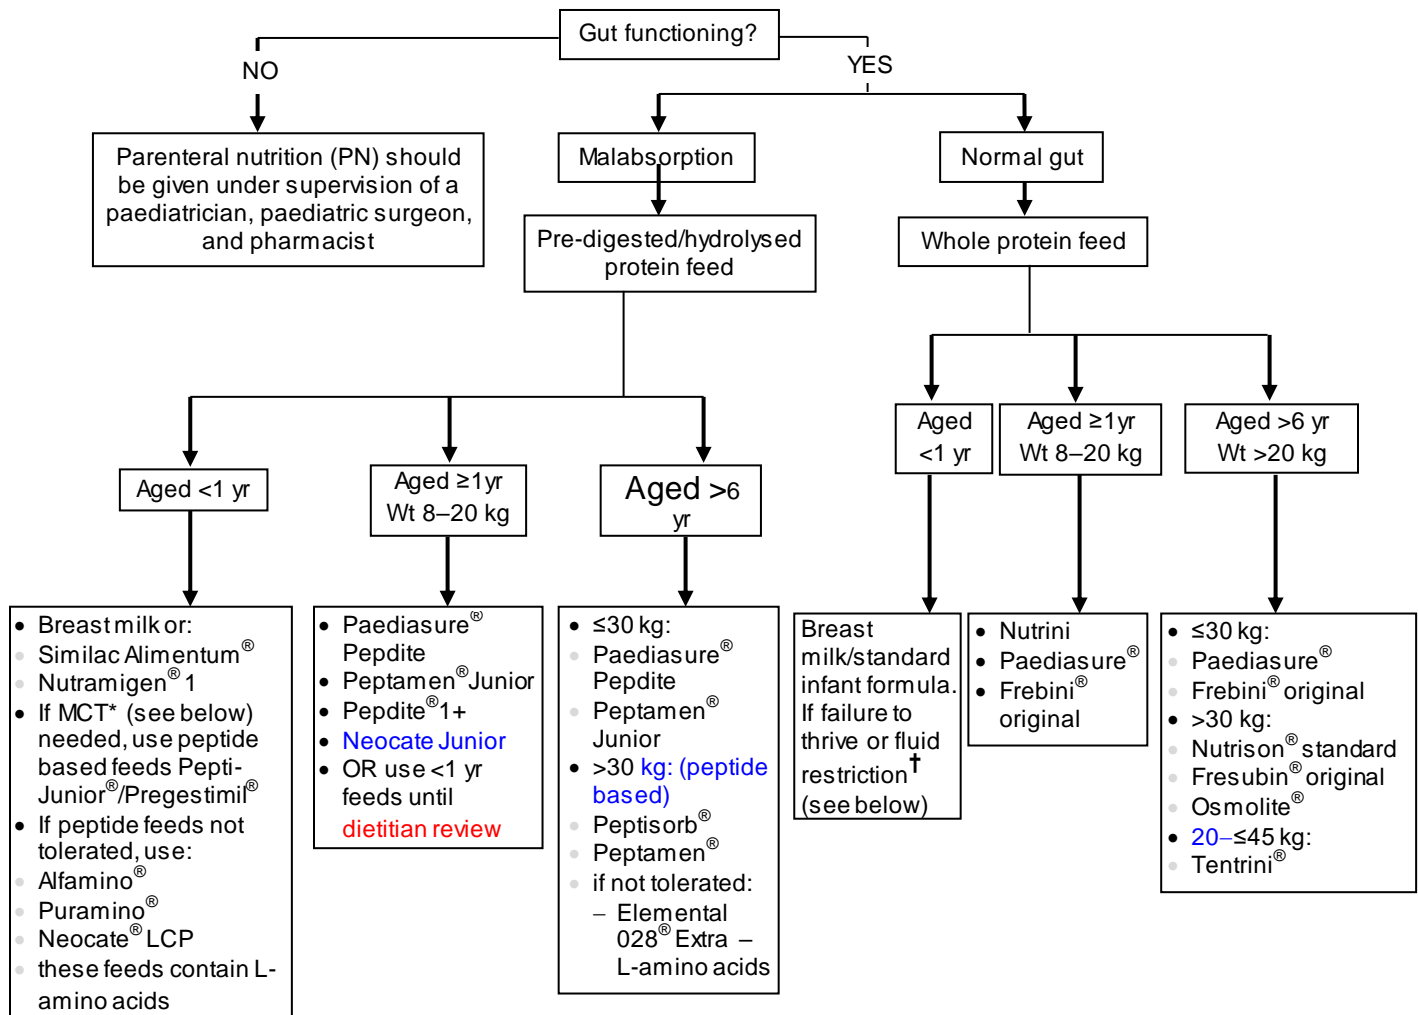 Gut functioning?
NO
YES
Parenteral nutrition (PN) should
be given under supervision of a
paediatrician, paediatric surgeon,
and pharmacist
Malabsorption
Normal gut
Pre-digested/hydrolysed
protein feed
Whole protein feed
Aged <1 yr
Aged ≥1yr
Wt 8–20 kg
Aged >6
yr
Aged
<1 yr
Aged ≥1yr
Wt 8–20 kg
Aged >6 yr
Wt >20 kg
• Breast milk or:
• Similac Alimentum®
• Nutramigen® 1
• If MCT* (see below)
needed, use peptide
based feeds Pepti-
Junior®/Pregestimil®
• If peptide feeds not
tolerated, use:
• Alfamino®
• Puramino®
• Neocate® LCP
• these feeds contain L-
amino acids
• Paediasure®
Pepdite
• Peptamen® Junior
• Pepdite® 1+
• Neocate Junior
• OR use <1 yr
feeds until
dietitian review
• ≤30 kg:
• Paediasure®
Pepdite
• Peptamen®
Junior
• >30 kg: (peptide
based)
• Peptisorb®
• Peptamen®
• if not tolerated:
– Elemental
028® Extra –
L-amino acids
Breast
milk/standard
infant formula.
If failure to
thrive or fluid
restriction†
(see below)
• Nutrini
• Paediasure®
• Frebini®
original
• ≤30 kg:
• Paediasure®
• Frebini® original
• >30 kg:
• Nutrison® standard
• Fresubin® original
• Osmolite®
• 20–≤45 kg:
• Tentrini®